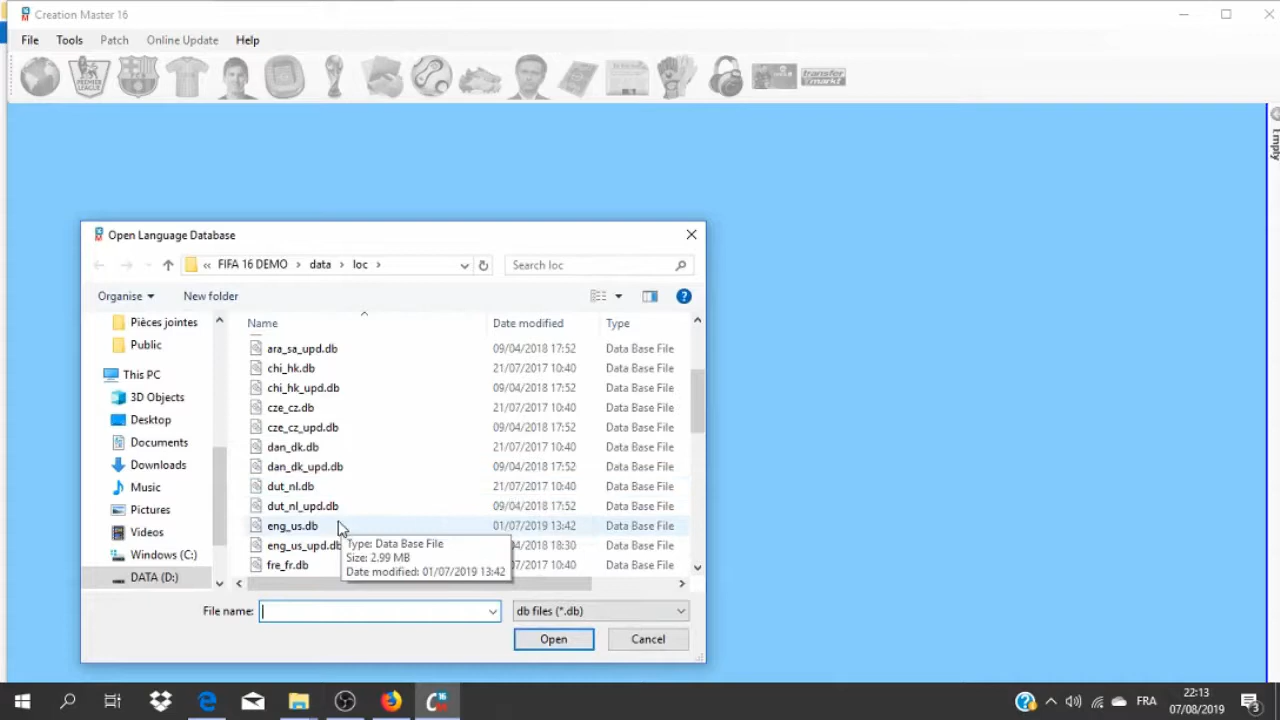 Creation Master 16
File Tools Patch Online Update Help
PREMIER LEAGUE
transfer markt
Empty
Open Language Database
« FIFA 16 DEMO > data > loc >
Search loc
Organise
New folder
Name Date modified Type
Pièces jointes
Public
This PC
3D Objects
Desktop
Documents
Downloads
Music
Pictures
Videos
Windows (C:)
DATA (D:)
ara_sa_upd.db 09/04/2018 17:52 Data Base File
chi_hk.db 21/07/2017 10:40 Data Base File
chi_hk_upd.db 09/04/2018 17:52 Data Base File
cze_cz.db 21/07/2017 10:40 Data Base File
cze_cz_upd.db 09/04/2018 17:52 Data Base File
dan_dk.db 21/07/2017 10:40 Data Base File
dan_dk_upd.db 09/04/2018 17:52 Data Base File
dut_nl.db 21/07/2017 10:40 Data Base File
dut_nl_upd.db 09/04/2018 17:52 Data Base File
eng_us.db 01/07/2019 13:42 Data Base File
eng_us_upd.db 04/2018 18:30 Data Base File
fre_fr.db Data Base File
Type: Data Base File
Size: 2.99 MB
Date modified: 01/07/2019 13:42
File name:
db files (*.db)
Open
Cancel
16
FRA
22:13
07/08/2019
3